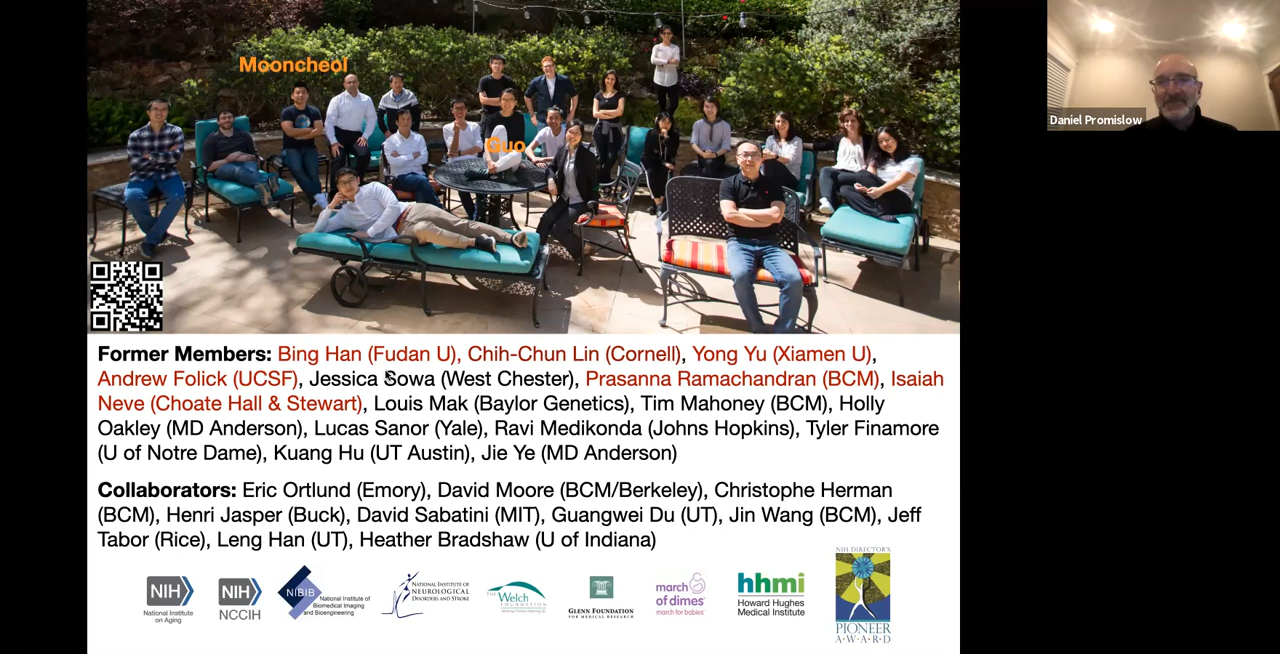 Mooncheol
Guo
Daniel Promislow
Former Members: Bing Han (Fudan U), Chih-Chun Lin (Cornell), Yong Yu (Xiamen U),
Andrew Folick (UCSF), Jessica Sowa (West Chester), Prasanna Ramachandran (BCM), Isaiah
Neve (Choate Hall & Stewart), Louis Mak (Baylor Genetics), Tim Mahoney (BCM), Holly
Oakley (MD Anderson), Lucas Sanor (Yale), Ravi Medikonda (Johns Hopkins), Tyler Finamore
(U of Notre Dame), Kuang Hu (UT Austin), Jie Ye (MD Anderson)
Collaborators: Eric Ortlund (Emory), David Moore (BCM/Berkeley), Christophe Herman
(BCM), Henri Jasper (Buck), David Sabatini (MIT), Guangwei Du (UT), Jin Wang (BCM), Jeff
Tabor (Rice), Leng Han (UT), Heather Bradshaw (U of Indiana)
NIH
National Institute
on Aging
NIH
NCCIH
NIBIB
National Institute of
Biomedical Imaging
and Bioengineering
NATIONAL INSTITUTE OF
NEUROLOGICAL
DISORDERS AND STROKE
THE
Welch
FOUNDATION
GLENN FOUNDATION
FOR MEDICAL RESEARCH
march
of dimes
march for babies
hhmi
Howard Hughes
Medical Institute
NIH DIRECTOR'S
PIONEER
A·W·A·R·D